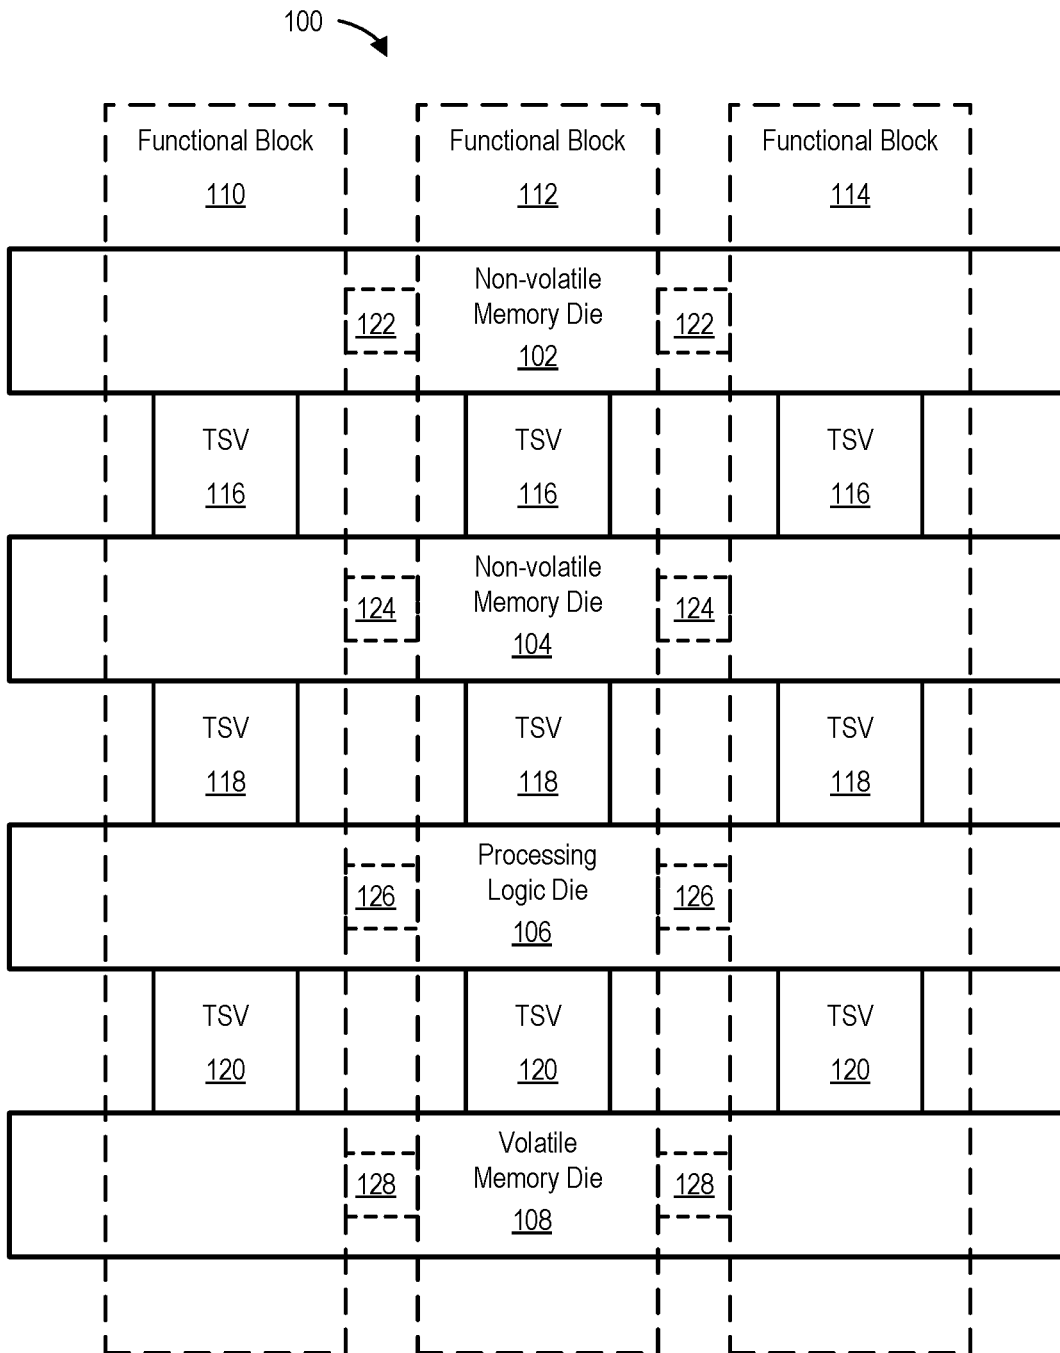 100
Functional Block
110
Functional Block
112
Functional Block
114
Non-volatile
Memory Die
102
122
122
TSV
116
TSV
116
TSV
116
Non-volatile
Memory Die
104
124
124
TSV
118
TSV
118
TSV
118
Processing
Logic Die
106
126
126
TSV
120
TSV
120
TSV
120
Volatile
Memory Die
108
128
128